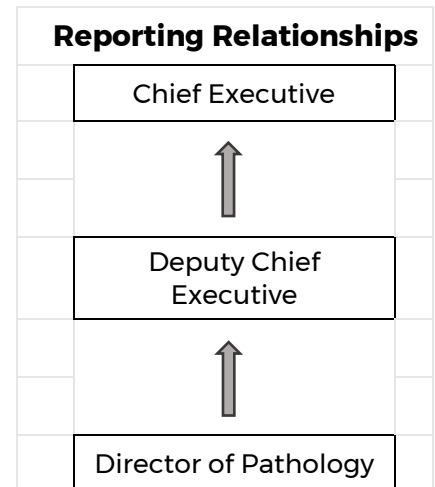 Reporting Relationships
Chief Executive
Deputy Chief
Executive
Director of Pathology